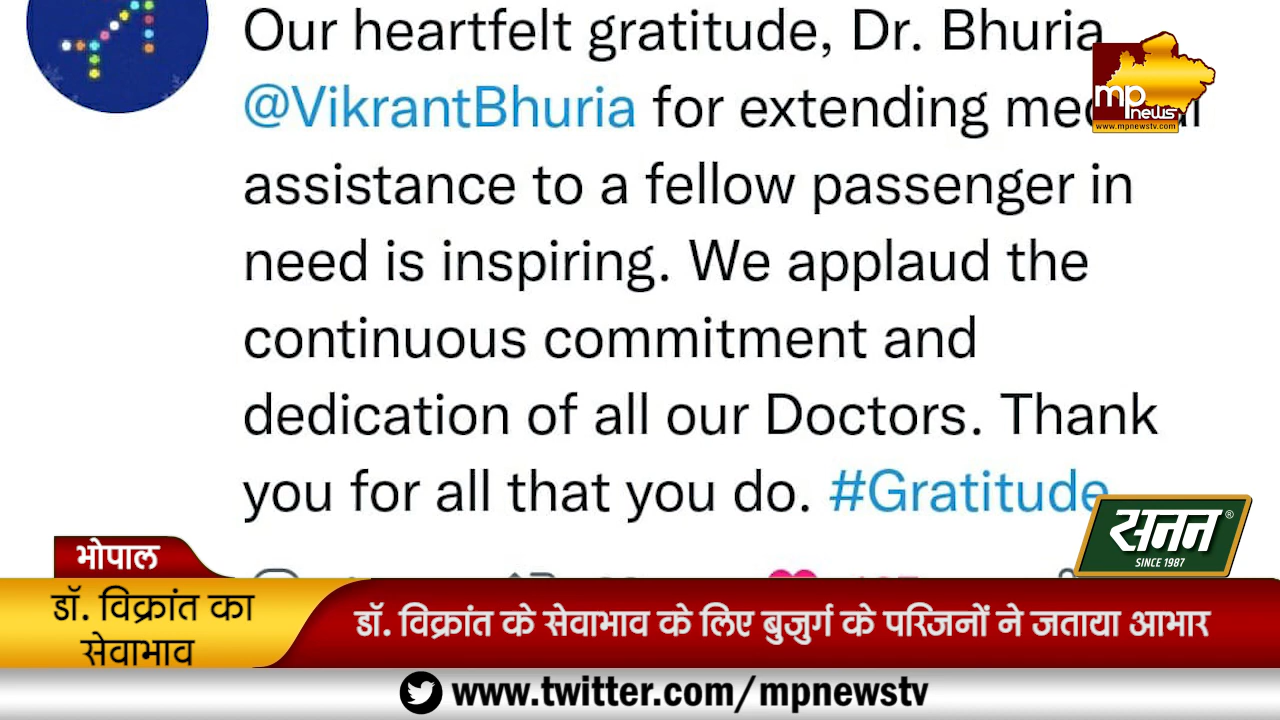 Our heartfelt gratitude, Dr. Bhuria
@VikrantBhuria for extending
assistance to a fellow passenger in
need is inspiring. We applaud the
continuous commitment and
dedication of all our Doctors. Thank
you for all that you do. #Gratitude
mp
news
www.mpnewstv.com
सनन®
SINCE 1987
भोपाल
डॉ. विक्रांत का
सेवाभाव
डॉ. विक्रांत के सेवाभाव के लिए बुजुर्ग के परिजनों ने जताया आभार
www.twitter.com/mpnewstv